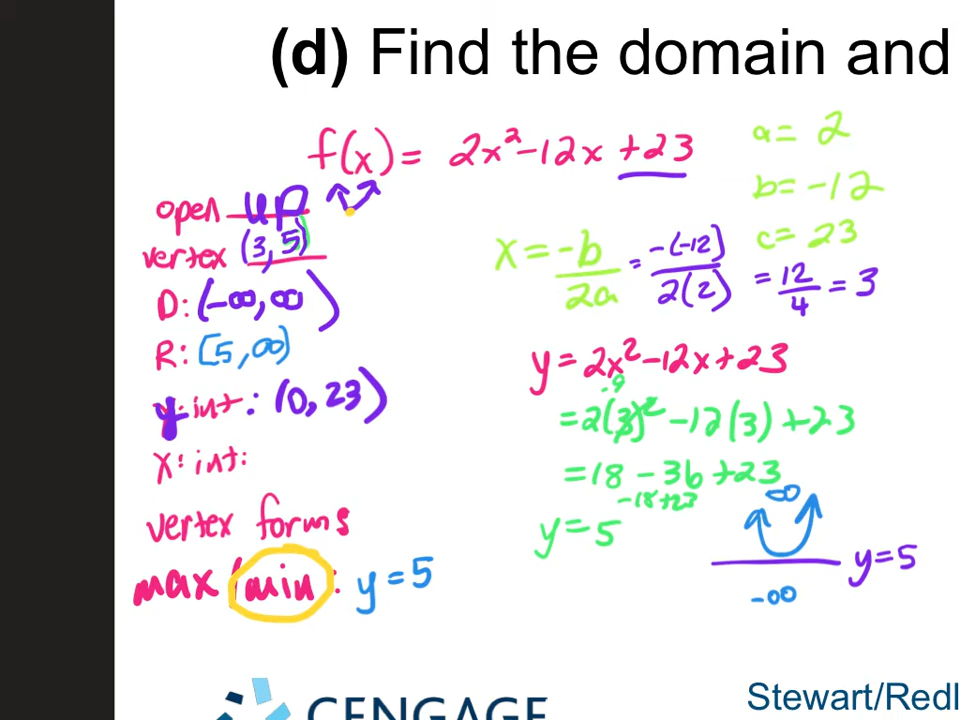 (d) Find the domain and
f(x) = 2x² -12x +23
a = 2
b = -12
c = 23
open up
vertex (3, 5)
D: (-∞, ∞)
R: [5, ∞)
y-int: (0, 23)
x: int:
vertex forms
max/min: y = 5
x = -b/2a = -(-12)/2(2) = 12/4 = 3
y = 2x² -12x +23
9
= 2(3)² -12(3) +23
= 18 - 36 +23
-18+23
y = 5
∞
y = 5
-∞
CENGAGE
Stewart/Redl